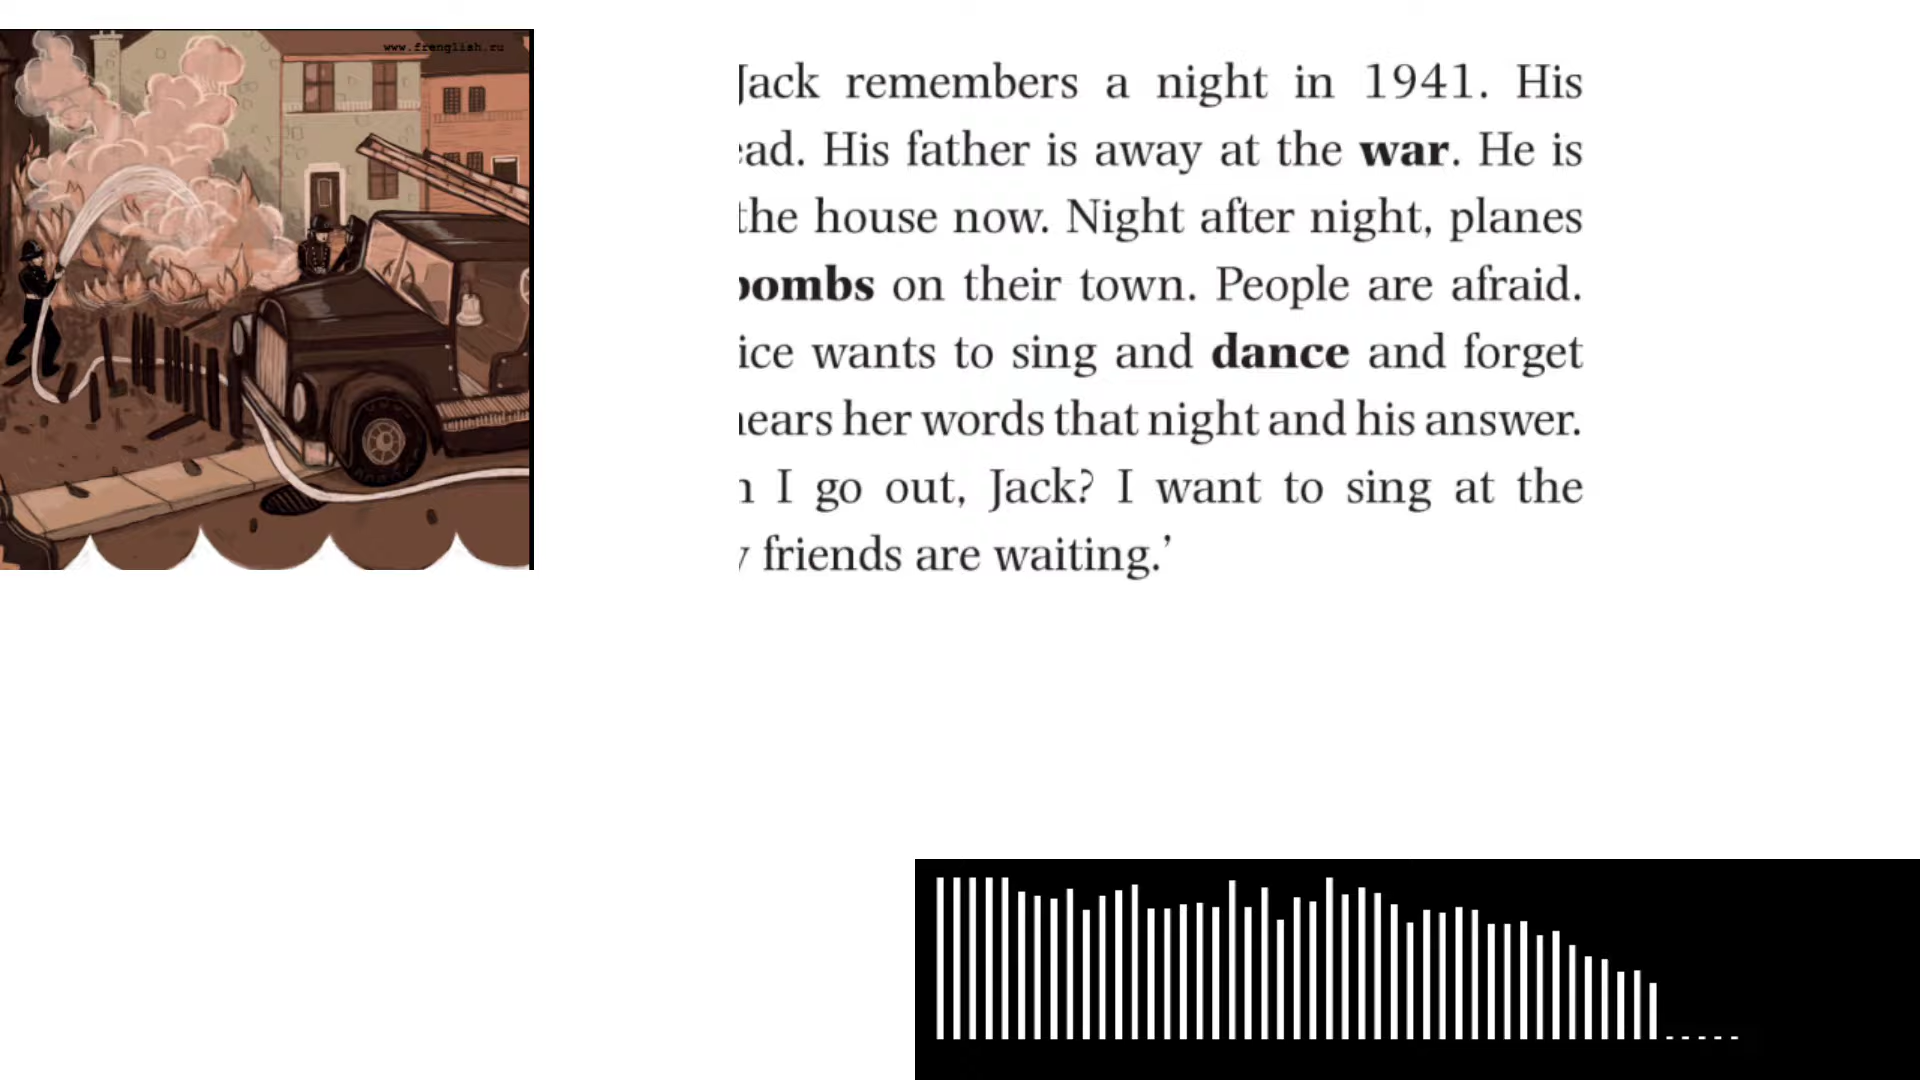 www.frenglish.ru
Jack remembers a night in 1941. His
ead. His father is away at the war. He is
the house now. Night after night, planes
bombs on their town. People are afraid.
ice wants to sing and dance and forget
hears her words that night and his answer.
I go out, Jack? I want to sing at the
friends are waiting.’